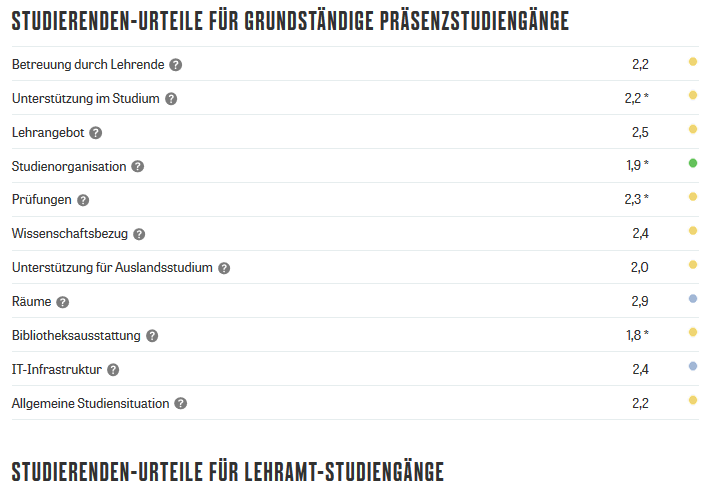 STUDIERENDEN-URTEILE FÜR GRUNDSTÄNDIGE PRÄSENZSTUDIENGÄNGE
Betreuung durch Lehrende ? 2,2
Unterstützung im Studium ? 2,2 *
Lehrangebot ? 2,5
Studienorganisation ? 1,9 *
Prüfungen ? 2,3 *
Wissenschaftsbezug ? 2,4
Unterstützung für Auslandsstudium ? 2,0
Räume ? 2,9
Bibliotheksausstattung ? 1,8 *
IT-Infrastruktur ? 2,4
Allgemeine Studiensituation ? 2,2
STUDIERENDEN-URTEILE FÜR LEHRAMT-STUDIENGÄNGE